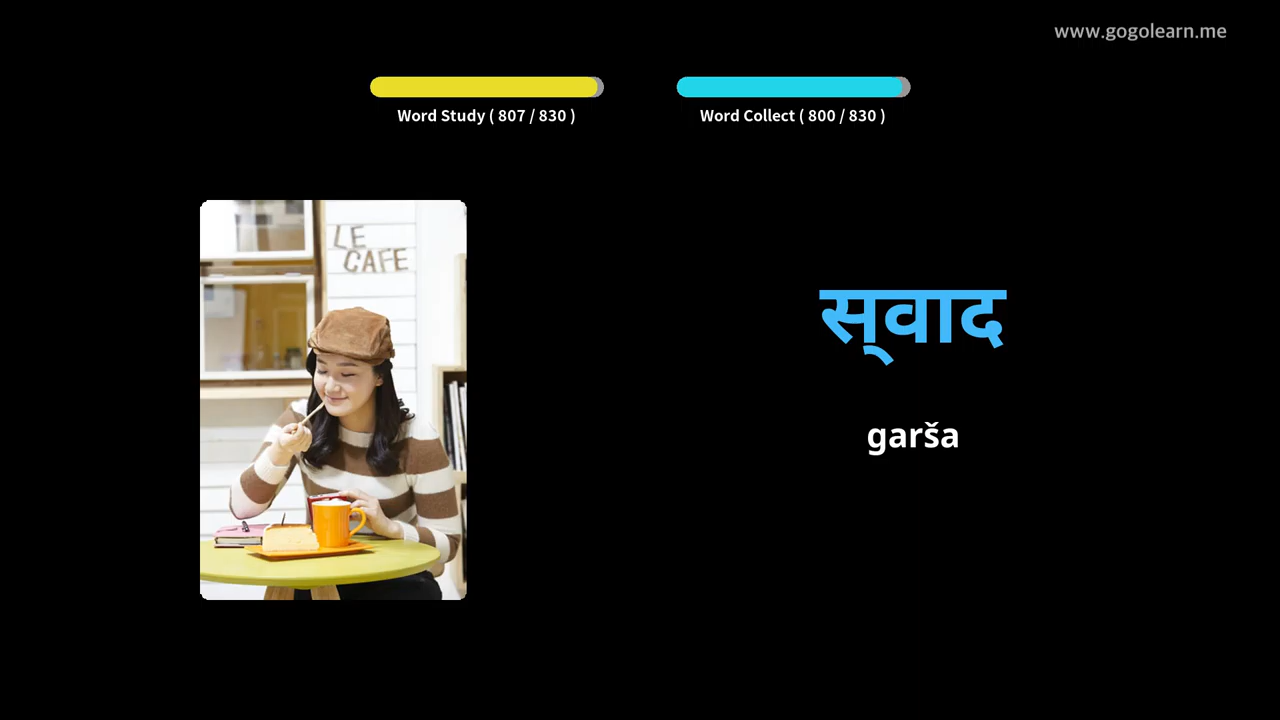 www.gogolearn.me
Word Study ( 807 / 830 )
Word Collect ( 800 / 830 )
LE
CAFE
स्‌वाद
garša